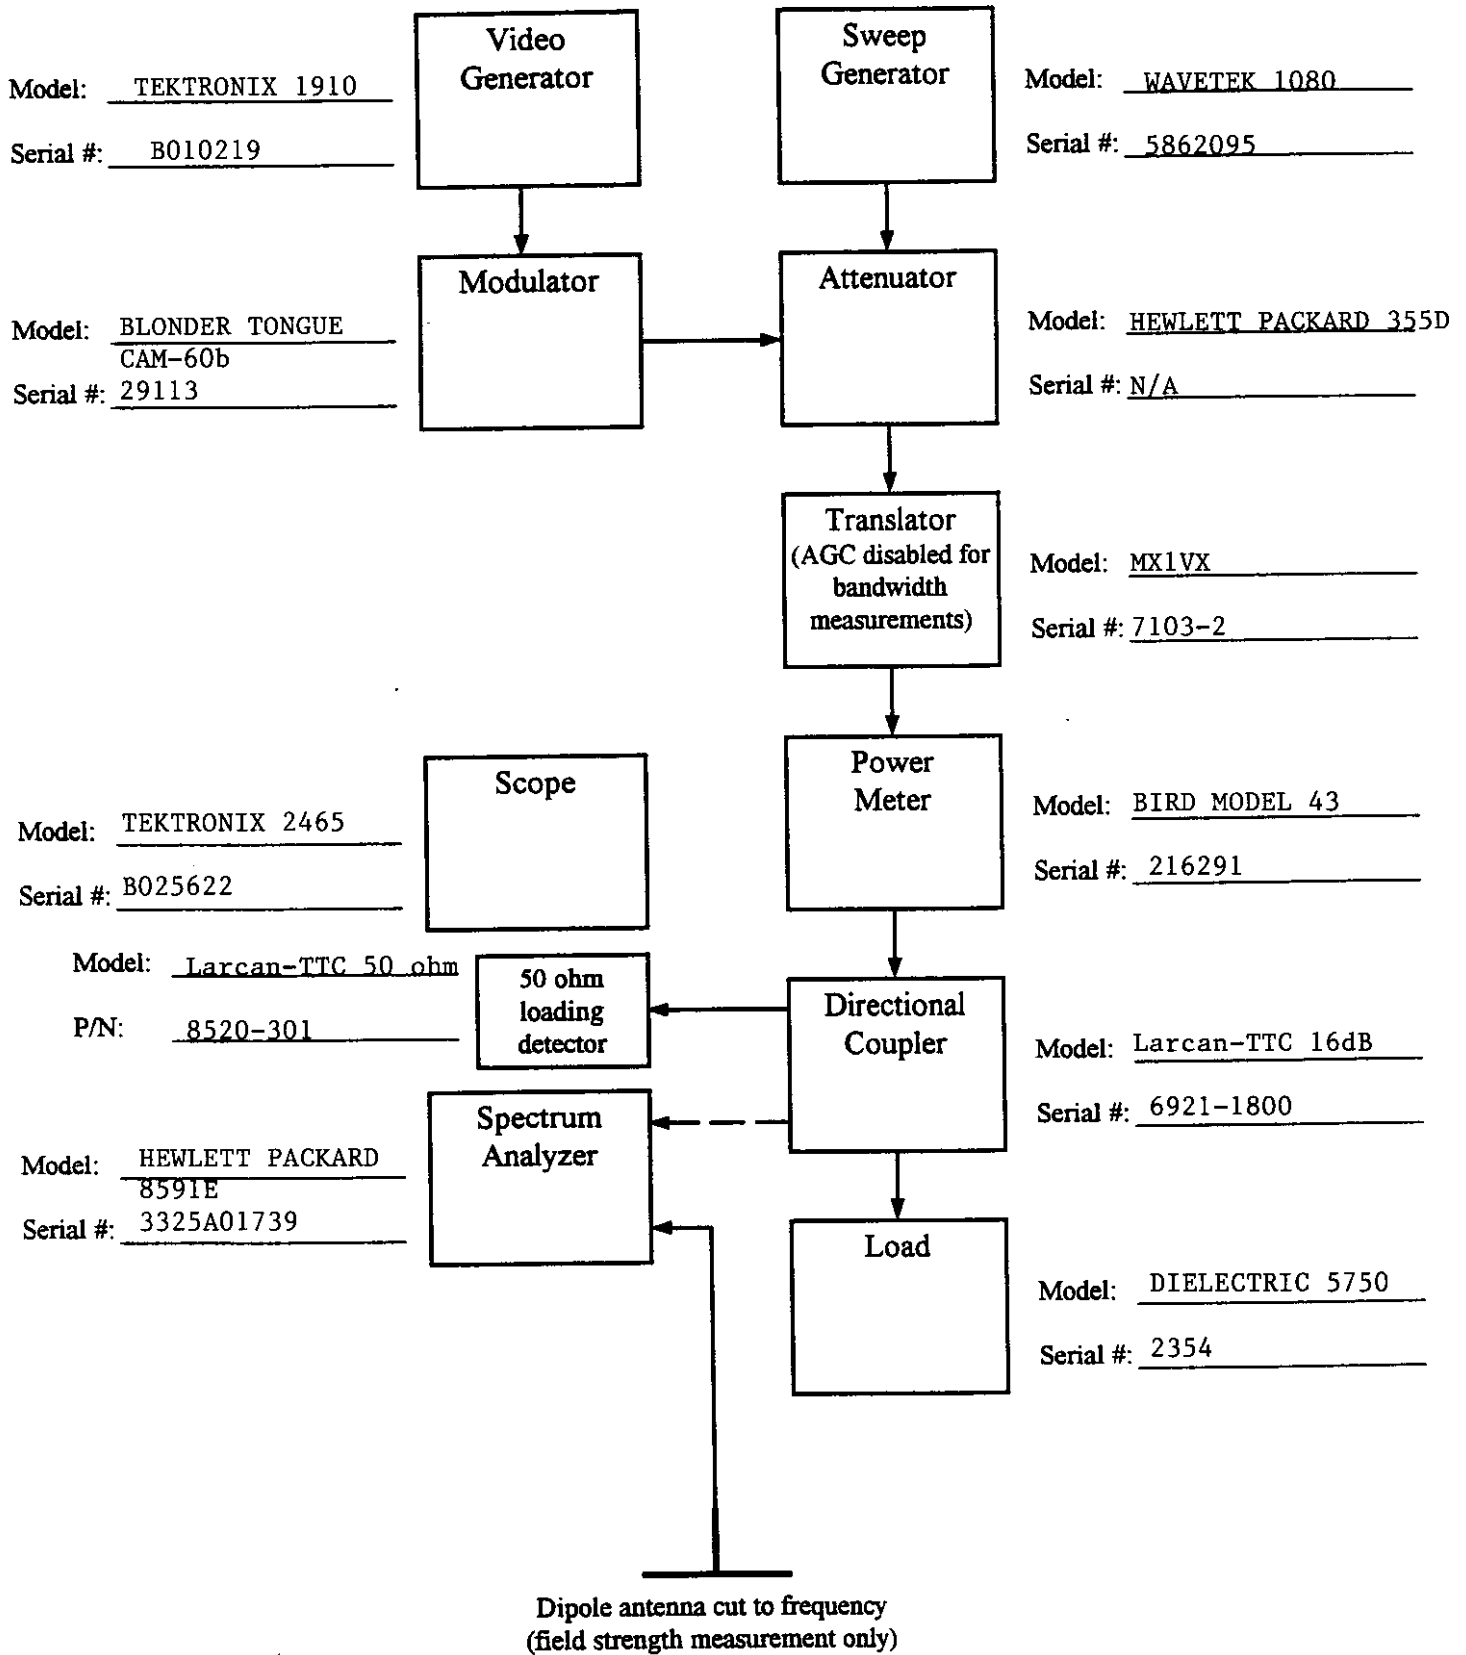 Video
Generator
Model: TEKTRONIX 1910
Serial #: B010219
Sweep
Generator
Model: WAVETEK 1080
Serial #: 5862095
Modulator
Model: BLONDER TONGUE
CAM-60b
Serial #: 29113
Attenuator
Model: HEWLETT PACKARD 355D
Serial #: N/A
Translator
(AGC disabled for
bandwidth
measurements)
Model: MX1VX
Serial #: 7103-2
Power
Meter
Model: BIRD MODEL 43
Serial #: 216291
Scope
Model: TEKTRONIX 2465
Serial #: B025622
50 ohm
loading
detector
Model: Larcan-TTC 50 ohm
P/N: 8520-301
Directional
Coupler
Model: Larcan-TTC 16dB
Serial #: 6921-1800
Spectrum
Analyzer
Model: HEWLETT PACKARD
8591E
Serial #: 3325A01739
Load
Model: DIELECTRIC 5750
Serial #: 2354
Dipole antenna cut to frequency
(field strength measurement only)